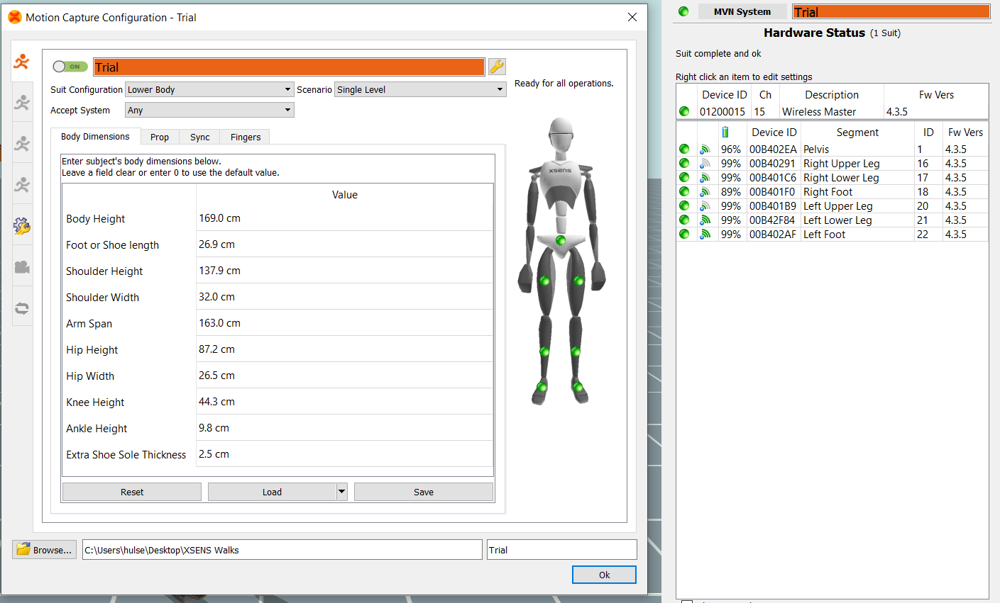 Motion Capture Configuration - Trial
ON
Trial
Suit Configuration Lower Body Scenario Single Level
Accept System Any
Ready for all operations.
Body Dimensions Prop Sync Fingers
Enter subject's body dimensions below.
Leave a field clear or enter 0 to use the default value.
Value
Body Height 169.0 cm
Foot or Shoe length 26.9 cm
Shoulder Height 137.9 cm
Shoulder Width 32.0 cm
Arm Span 163.0 cm
Hip Height 87.2 cm
Hip Width 26.5 cm
Knee Height 44.3 cm
Ankle Height 9.8 cm
Extra Shoe Sole Thickness 2.5 cm
Reset Load Save
xsens
Browse... C:\Users\hulse\Desktop\XSENS Walks Trial
Ok
MVN System Trial
Hardware Status (1 Suit)
Suit complete and ok
Right click an item to edit settings
Device ID Ch Description Fw Vers
01200015 15 Wireless Master 4.3.5
Device ID Segment ID Fw Vers
96% 00B402EA Pelvis 1 4.3.5
99% 00B40291 Right Upper Leg 16 4.3.5
99% 00B401C6 Right Lower Leg 17 4.3.5
89% 00B401F0 Right Foot 18 4.3.5
99% 00B401B9 Left Upper Leg 20 4.3.5
99% 00B42F84 Left Lower Leg 21 4.3.5
99% 00B402AF Left Foot 22 4.3.5